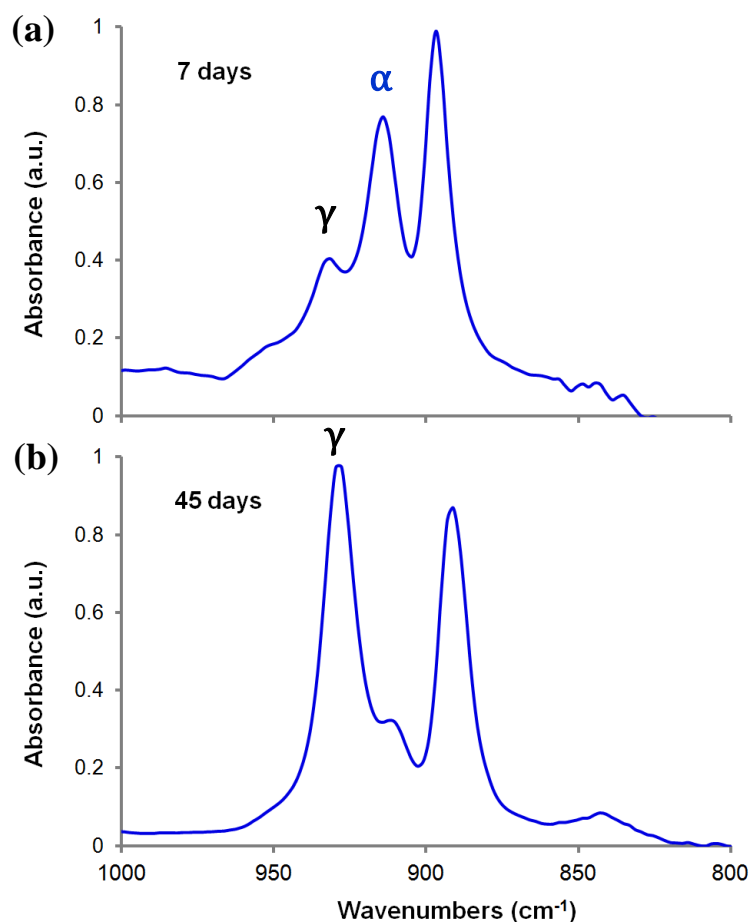 (a)
7 days
α
γ
Absorbance (a.u.)
1
0.8
0.6
0.4
0.2
0
(b)
γ
45 days
Absorbance (a.u.)
1
0.8
0.6
0.4
0.2
0
1000 950 900 850 800
Wavenumbers (cm⁻¹)